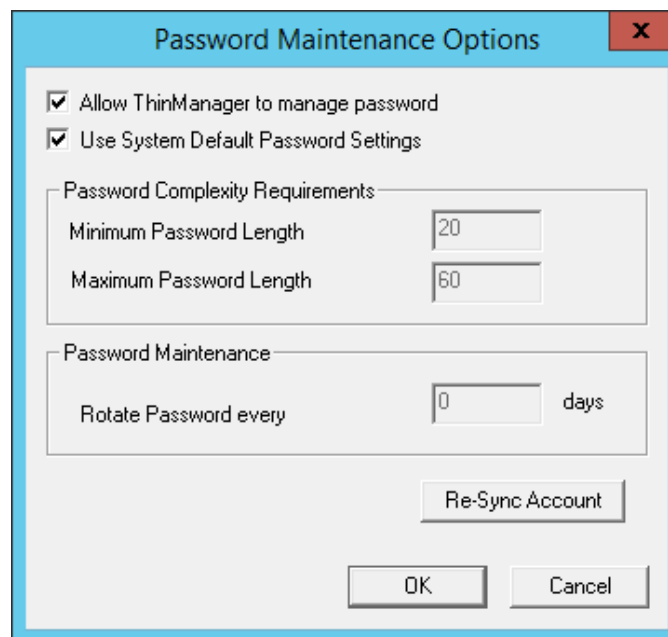 Password Maintenance Options
x
Allow ThinManager to manage password
Use System Default Password Settings
Password Complexity Requirements
Minimum Password Length 20
Maximum Password Length 60
Password Maintenance
Rotate Password every 0 days
Re-Sync Account
OK Cancel